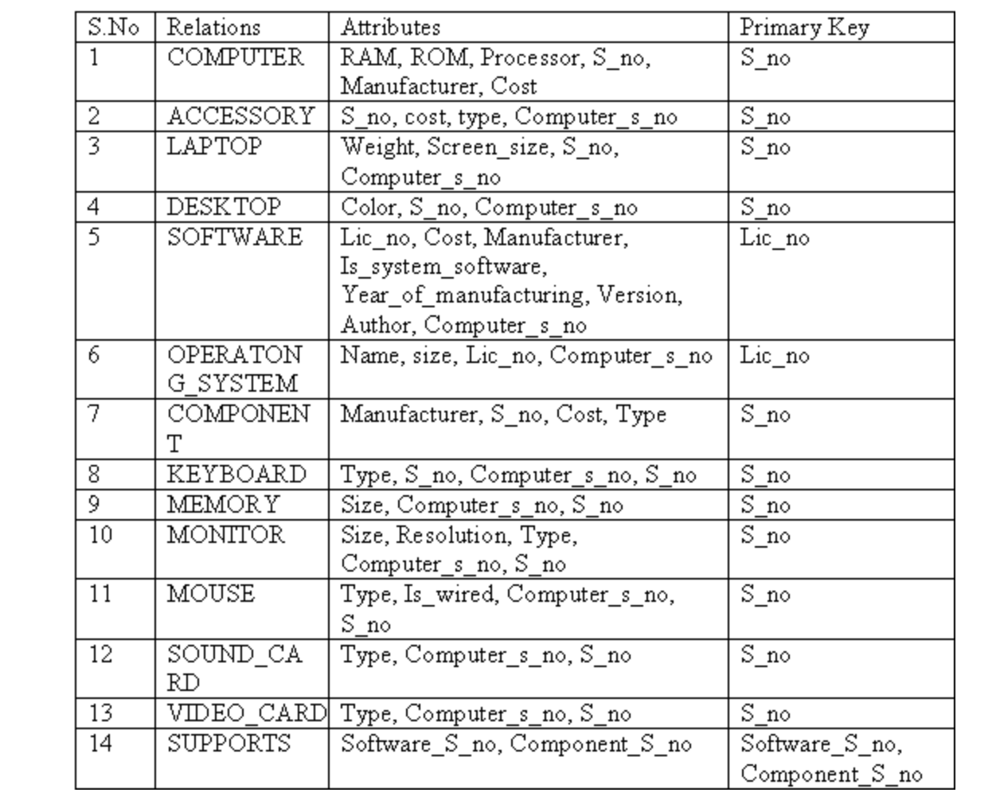 S.No Relations Attributes Primary Key
1 COMPUTER RAM, ROM, Processor, S_no, S_no
Manufacturer, Cost
2 ACCESSORY S_no, cost, type, Computer_s_no S_no
3 LAPTOP Weight, Screen_size, S_no, S_no
Computer_s_no
4 DESKTOP Color, S_no, Computer_s_no S_no
5 SOFTWARE Lic_no, Cost, Manufacturer, Lic_no
Is_system_software,
Year_of_manufacturing, Version,
Author, Computer_s_no
6 OPERATON Name, size, Lic_no, Computer_s_no Lic_no
G_SYSTEM
7 COMPONEN Manufacturer, S_no, Cost, Type S_no
T
8 KEYBOARD Type, S_no, Computer_s_no, S_no S_no
9 MEMORY Size, Computer_s_no, S_no S_no
10 MONITOR Size, Resolution, Type, S_no
Computer_s_no, S_no
11 MOUSE Type, Is_wired, Computer_s_no, S_no
S_no
12 SOUND_CA Type, Computer_s_no, S_no S_no
RD
13 VIDEO_CARD Type, Computer_s_no, S_no S_no
14 SUPPORTS Software_S_no, Component_S_no Software_S_no,
Component_S_no